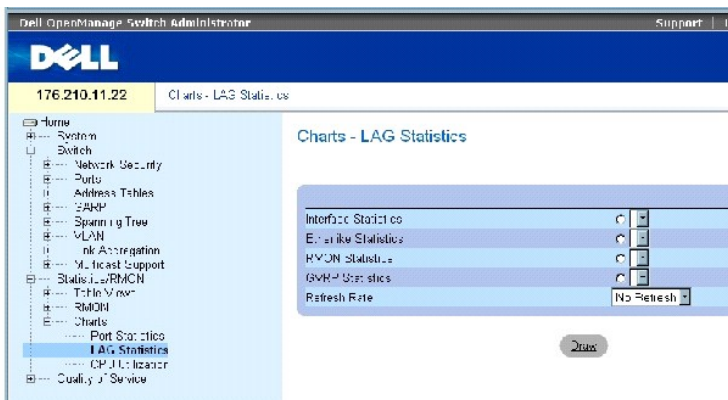 Dell OpenManage Switch Administrator
Support
DELL
176.210.11.22
Charts - LAG Statistics
Home
System
Switch
Network Security
Ports
Address Tables
GARP
Spanning Tree
VLAN
Link Aggregation
Multicast Support
Statistics/RMON
Table Views
RMON
Charts
Port Statistics
LAG Statistics
CPU Utilization
Quality of Service
Charts - LAG Statistics
Interface Statistics
Etherlike Statistics
RMON Statistics
GVRP Statistics
Refresh Rate
No Refresh
Draw